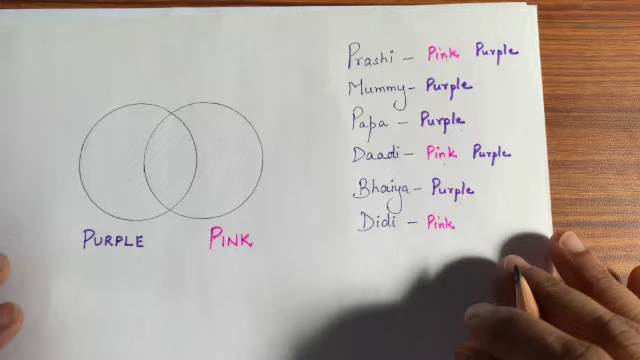 Prashi - Pink Purple
Mummy - Purple
Papa - Purple
Daadi - Pink Purple
Bhaiya - Purple
Didi - Pink
PURPLE PINK